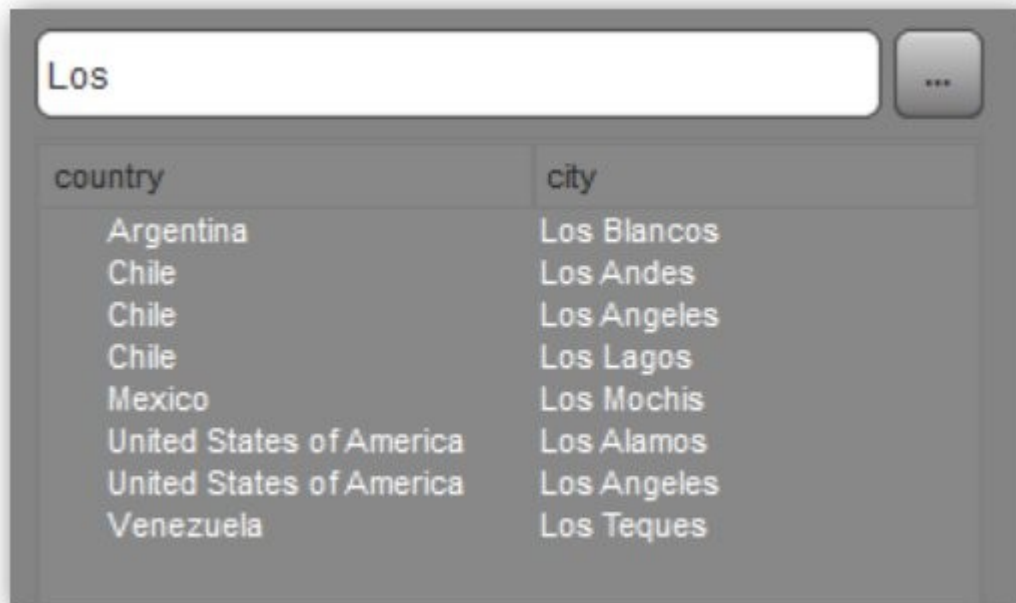 Los
...
country city
Argentina Los Blancos
Chile Los Andes
Chile Los Angeles
Chile Los Lagos
Mexico Los Mochis
United States of America Los Alamos
United States of America Los Angeles
Venezuela Los Teques